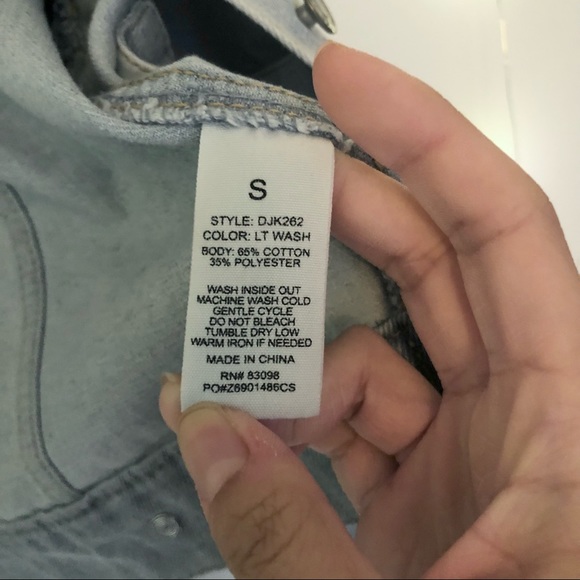 S
STYLE: DJK262
COLOR: LT WASH
BODY: 65% COTTON
35% POLYESTER
WASH INSIDE OUT
MACHINE WASH COLD
GENTLE CYCLE
DO NOT BLEACH
TUMBLE DRY LOW
WARM IRON IF NEEDED
MADE IN CHINA
RN# 83098
PO#Z6901486CS